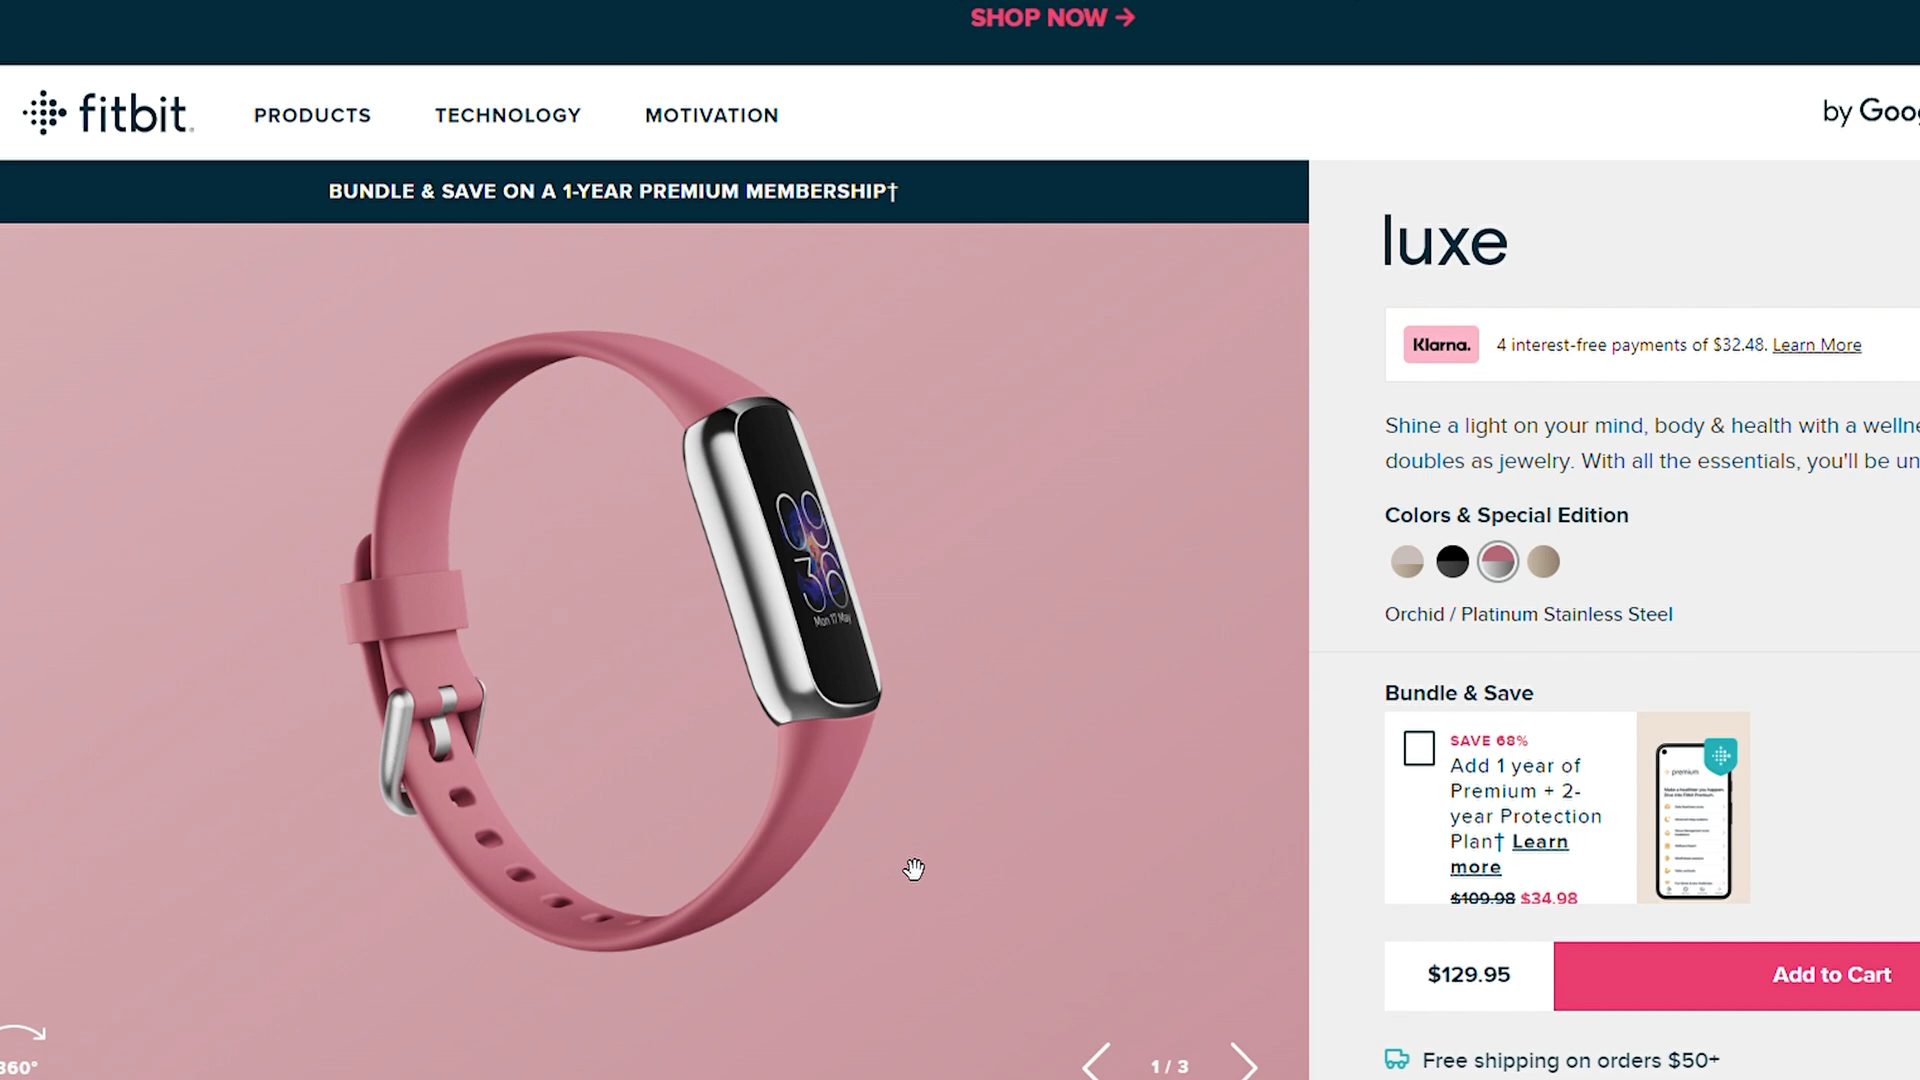 SHOP NOW →
fitbit
PRODUCTS
TECHNOLOGY
MOTIVATION
by
BUNDLE & SAVE ON A 1-YEAR PREMIUM MEMBERSHIP†
luxe
Klarna.
4 interest-free payments of $32.48. Learn More
Shine a light on your mind, body & health with a
doubles as jewelry. With all the essentials, you'll be
Colors & Special Edition
Orchid / Platinum Stainless Steel
Mon 17 May
Bundle & Save
SAVE 68%
Add 1 year of
Premium + 2-
year Protection
Plan† Learn
more
$109.98 $34.98
premium
$129.95
Add to Cart
360°
1 / 3
Free shipping on orders $50+